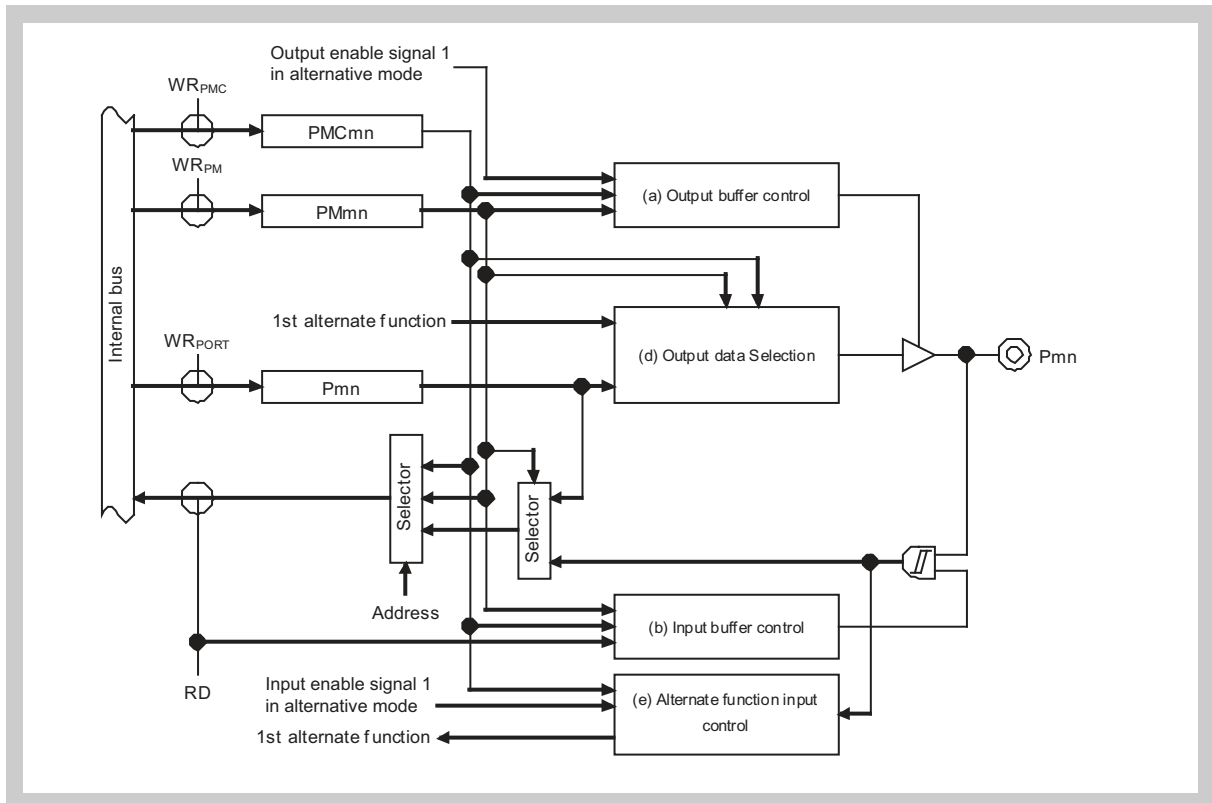 Output enable signal 1
in alternative mode
WRPMC
PMCmn
WRPM
PMmn
(a) Output buffer control
Internal bus
1st alternate function
(d) Output data Selection
WRPORT
Pmn
Pmn
Selector
Selector
Address
(b) Input buffer control
RD
Input enable signal 1
in alternative mode
(e) Alternate function input
control
1st alternate function